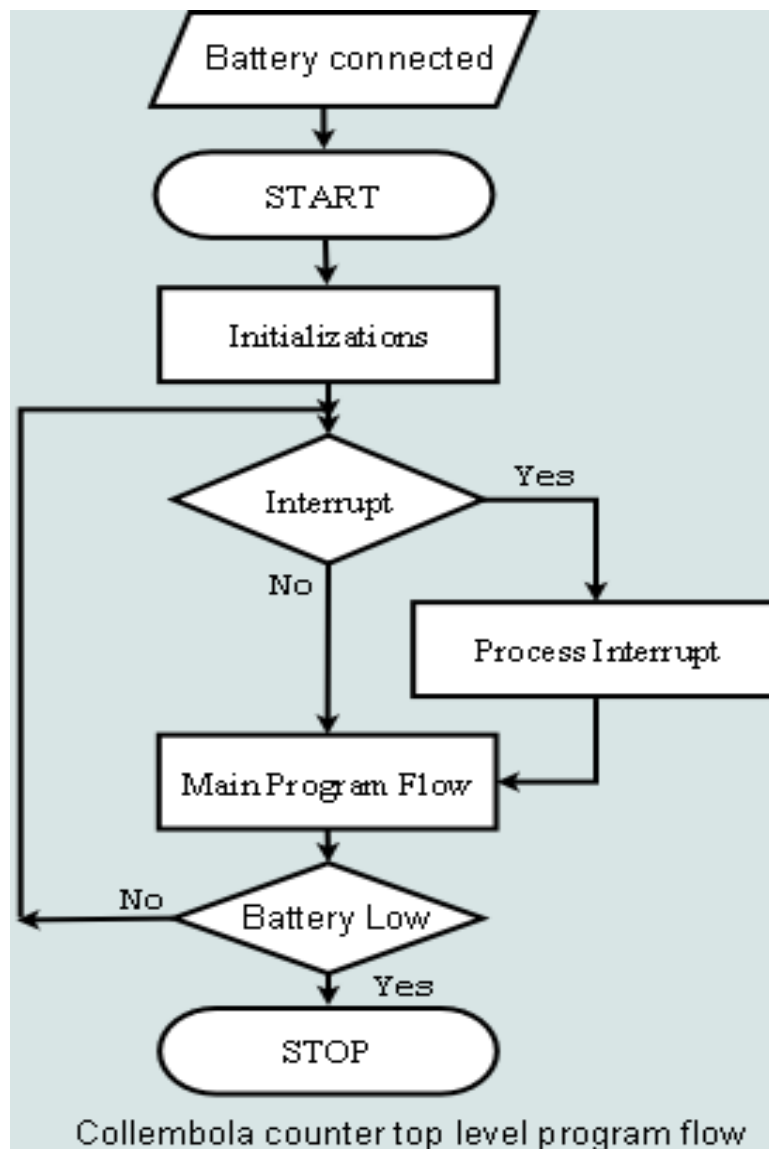 Battery connected
START
Initializations
Interrupt
Yes
No
Process Interrupt
Main Program Flow
No
Battery Low
Yes
STOP
Collembola counter top level program flow